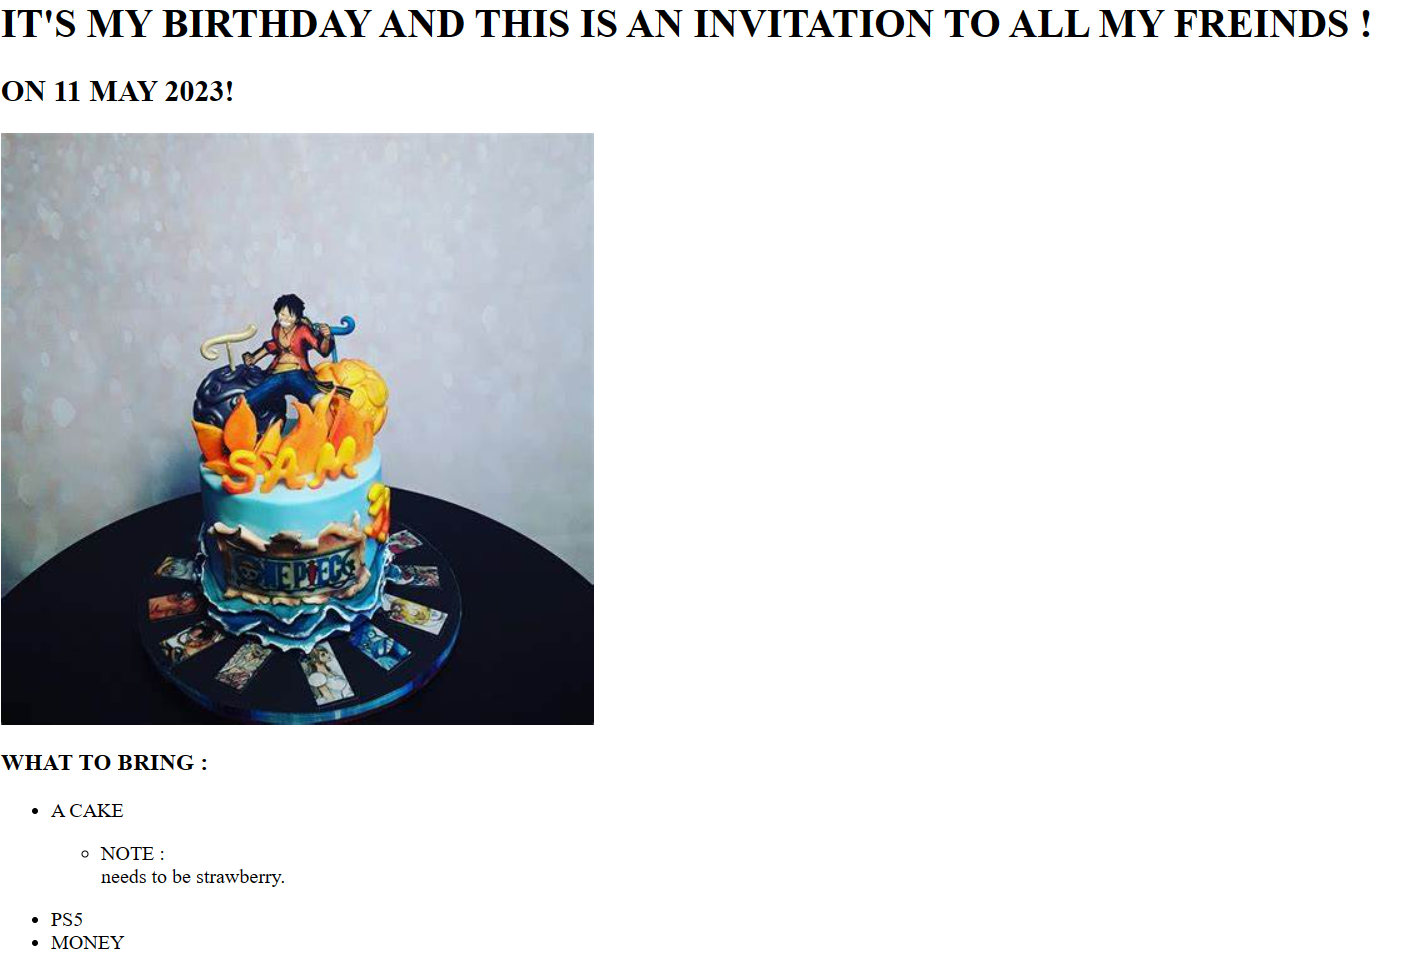 IT'S MY BIRTHDAY AND THIS IS AN INVITATION TO ALL MY FREINDS !
ON 11 MAY 2023!
SAM
ONE PIECE
WHAT TO BRING :
A CAKE
NOTE :
needs to be strawberry.
PS5
MONEY